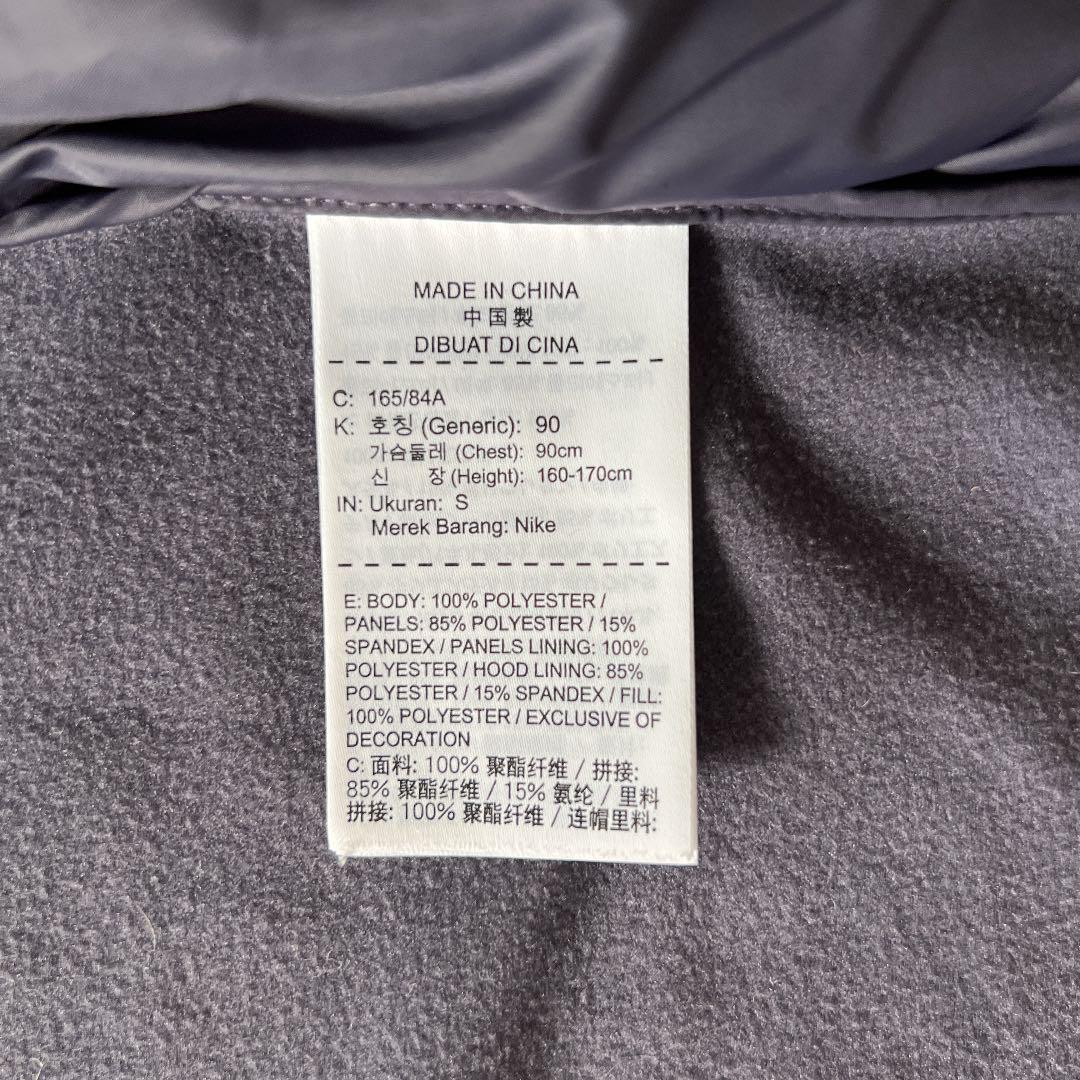 MADE IN CHINA
中国製
DIBUAT DI CINA
C: 165/84A
K: 호칭 (Generic): 90
가슴둘레 (Chest): 90cm
신 장 (Height): 160-170cm
IN: Ukuran: S
Merek Barang: Nike
E: BODY: 100% POLYESTER /
PANELS: 85% POLYESTER / 15%
SPANDEX / PANELS LINING: 100%
POLYESTER / HOOD LINING: 85%
POLYESTER / 15% SPANDEX / FILL:
100% POLYESTER / EXCLUSIVE OF
DECORATION
C: 面料: 100% 聚酯纤维 / 拼接:
85% 聚酯纤维 / 15% 氨纶 / 里料
拼接: 100% 聚酯纤维 / 连帽里料: